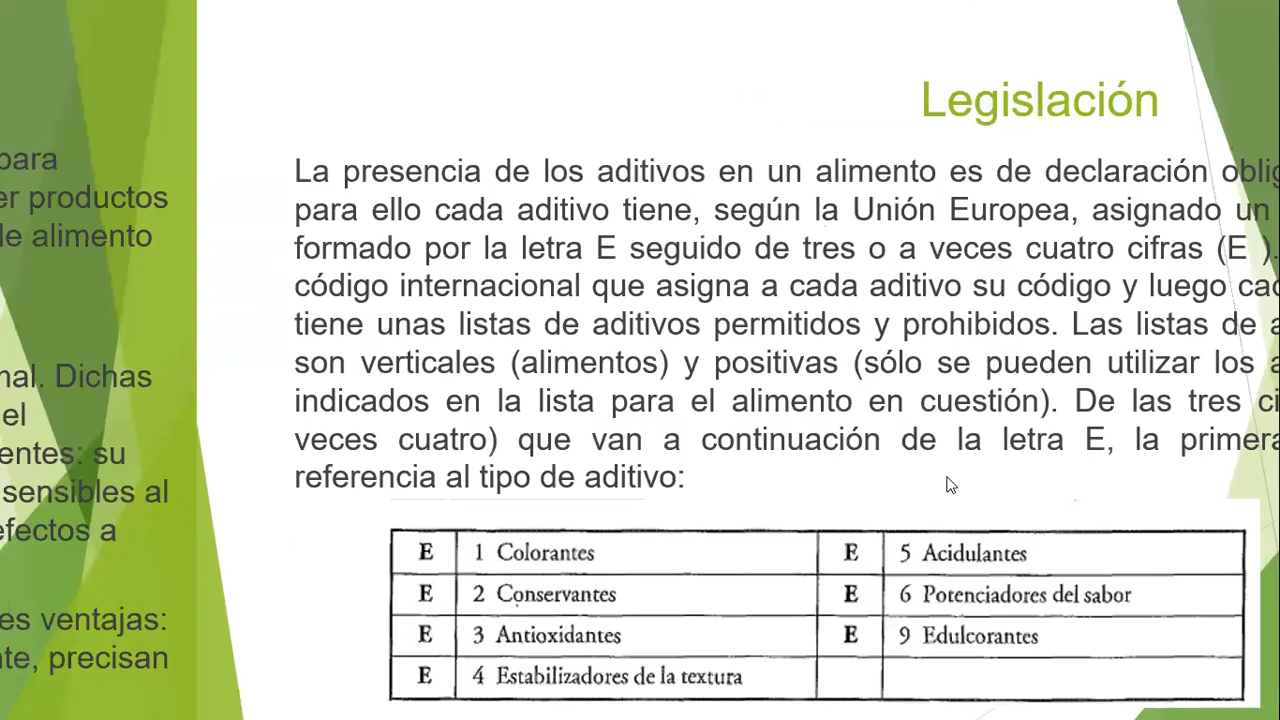 para
er productos
de alimento
mal. Dichas
el
entes: su
sensibles al
efectos a
es ventajas:
nte, precisan
Legislación
La presencia de los aditivos en un alimento es de declaración oblig
para ello cada aditivo tiene, según la Unión Europea, asignado un
formado por la letra E seguido de tres o a veces cuatro cifras (E ).
código internacional que asigna a cada aditivo su código y luego cad
tiene unas listas de aditivos permitidos y prohibidos. Las listas de a
son verticales (alimentos) y positivas (sólo se pueden utilizar los a
indicados en la lista para el alimento en cuestión). De las tres ci
veces cuatro) que van a continuación de la letra E, la primera
referencia al tipo de aditivo:
E 1 Colorantes E 5 Acidulantes
E 2 Conservantes E 6 Potenciadores del sabor
E 3 Antioxidantes E 9 Edulcorantes
E 4 Estabilizadores de la textura